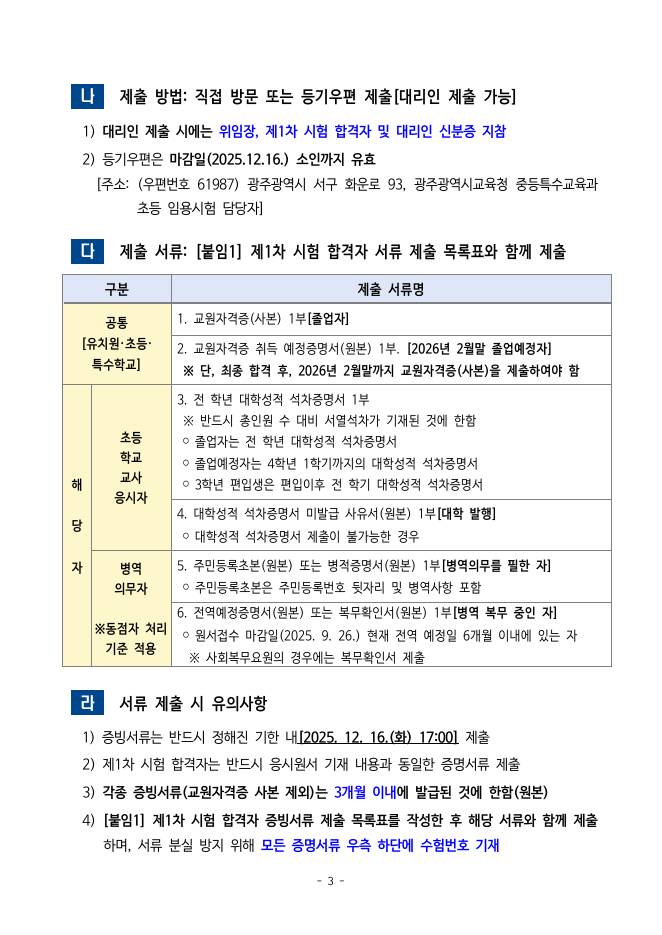 나 제출 방법: 직접 방문 또는 등기우편 제출[대리인 제출 가능]
1) 대리인 제출 시에는 위임장, 제1차 시험 합격자 및 대리인 신분증 지참
2) 등기우편은 마감일(2025.12.16.) 소인까지 유효
[주소: (우편번호 61987) 광주광역시 서구 화운로 93, 광주광역시교육청 중등특수교육과
초등 임용시험 담당자]
다 제출 서류: [붙임1] 제1차 시험 합격자 서류 제출 목록표와 함께 제출
구분 제출 서류명
공통
[유치원·초등·
특수학교]
1. 교원자격증(사본) 1부[졸업자]
2. 교원자격증 취득 예정증명서(원본) 1부. [2026년 2월말 졸업예정자]
※ 단, 최종 합격 후, 2026년 2월말까지 교원자격증(사본)을 제출하여야 함
해
당
자
초등
학교
교사
응시자
3. 전 학년 대학성적 석차증명서 1부
※ 반드시 총인원 수 대비 서열석차가 기재된 것에 한함
○ 졸업자는 전 학년 대학성적 석차증명서
○ 졸업예정자는 4학년 1학기까지의 대학성적 석차증명서
○ 3학년 편입생은 편입이후 전 학기 대학성적 석차증명서
4. 대학성적 석차증명서 미발급 사유서(원본) 1부[대학 발행]
○ 대학성적 석차증명서 제출이 불가능한 경우
병역
의무자
※동점자 처리
기준 적용
5. 주민등록초본(원본) 또는 병적증명서(원본) 1부[병역의무를 필한 자]
○ 주민등록초본은 주민등록번호 뒷자리 및 병역사항 포함
6. 전역예정증명서(원본) 또는 복무확인서(원본) 1부[병역 복무 중인 자]
○ 원서접수 마감일(2025. 9. 26.) 현재 전역 예정일 6개월 이내에 있는 자
※ 사회복무요원의 경우에는 복무확인서 제출
라 서류 제출 시 유의사항
1) 증빙서류는 반드시 정해진 기한 내[2025. 12. 16.(화) 17:00] 제출
2) 제1차 시험 합격자는 반드시 응시원서 기재 내용과 동일한 증명서류 제출
3) 각종 증빙서류(교원자격증 사본 제외)는 3개월 이내에 발급된 것에 한함(원본)
4) [붙임1] 제1차 시험 합격자 증빙서류 제출 목록표를 작성한 후 해당 서류와 함께 제출
하며, 서류 분실 방지 위해 모든 증명서류 우측 하단에 수험번호 기재
- 3 -